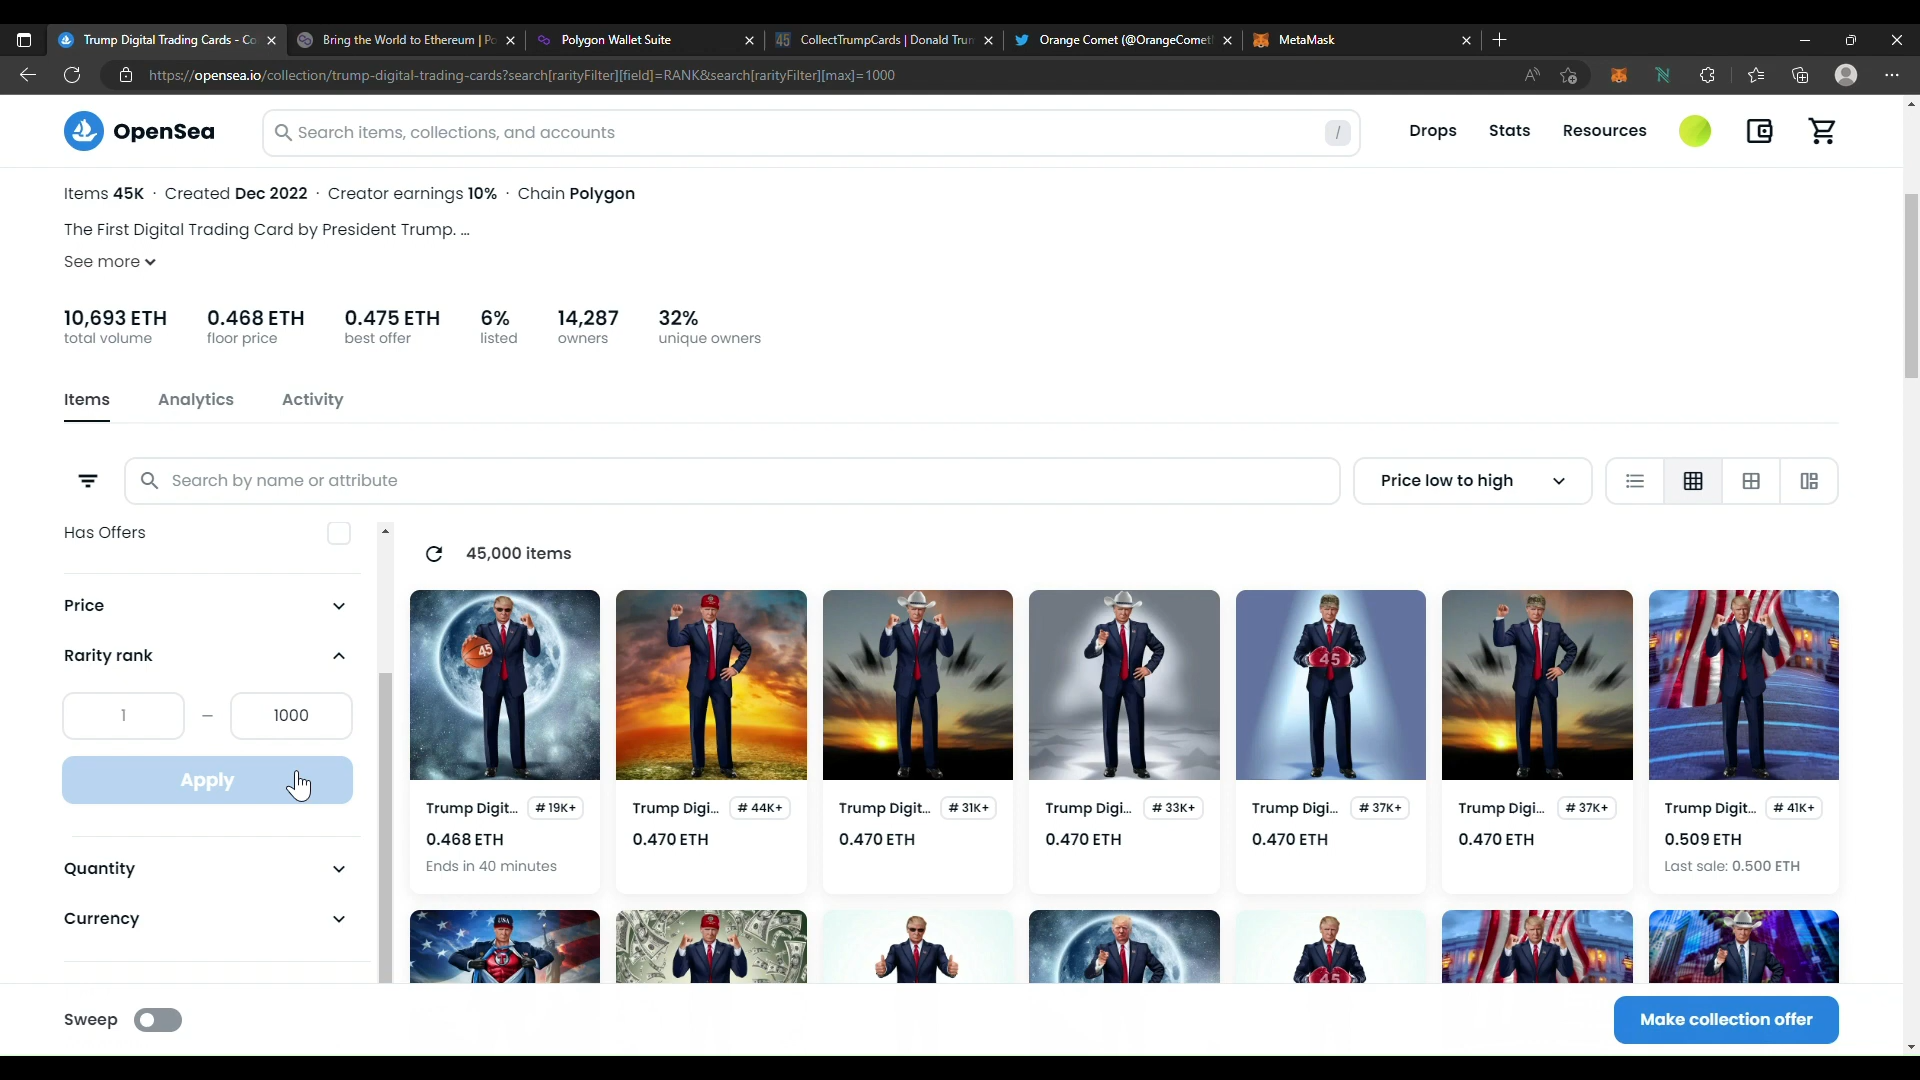 Trump Digital Trading Cards - Co
Bring the World to Ethereum | Po
Polygon Wallet Suite
45 CollectTrumpCards | Donald Trum
Orange Comet (@OrangeComet
MetaMask
https://opensea.io/collection/trump-digital-trading-cards?search[rarityFilter][field]=RANK&search[rarityFilter][max]=1000
OpenSea
Search items, collections, and accounts
/
Drops
Stats
Resources
Items 45K · Created Dec 2022 · Creator earnings 10% · Chain Polygon
The First Digital Trading Card by President Trump. ...
See more
10,693 ETH
total volume
0.468 ETH
floor price
0.475 ETH
best offer
6%
listed
14,287
owners
32%
unique owners
Items
Analytics
Activity
Search by name or attribute
Price low to high
Has Offers
Price
Rarity rank
1 – 1000
Apply
Quantity
Currency
45,000 items
45
45
Trump Digit... # 19K+
0.468 ETH
Ends in 40 minutes
Trump Digi... # 44K+
0.470 ETH
Trump Digit... # 31K+
0.470 ETH
Trump Digi... # 33K+
0.470 ETH
Trump Digi... # 37K+
0.470 ETH
Trump Digi... # 37K+
0.470 ETH
Trump Digit... # 41K+
0.509 ETH
Last sale: 0.500 ETH
USA
T
45
Sweep
Make collection offer